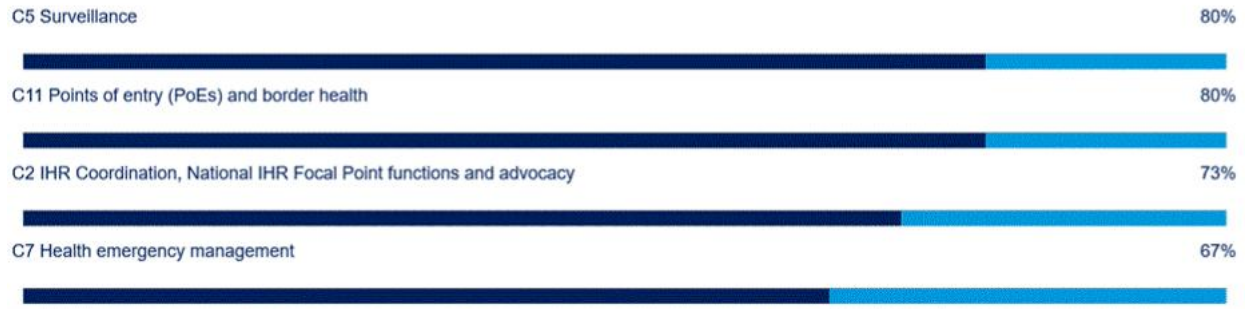 C5 Surveillance 80%
C11 Points of entry (PoEs) and border health 80%
C2 IHR Coordination, National IHR Focal Point functions and advocacy 73%
C7 Health emergency management 67%